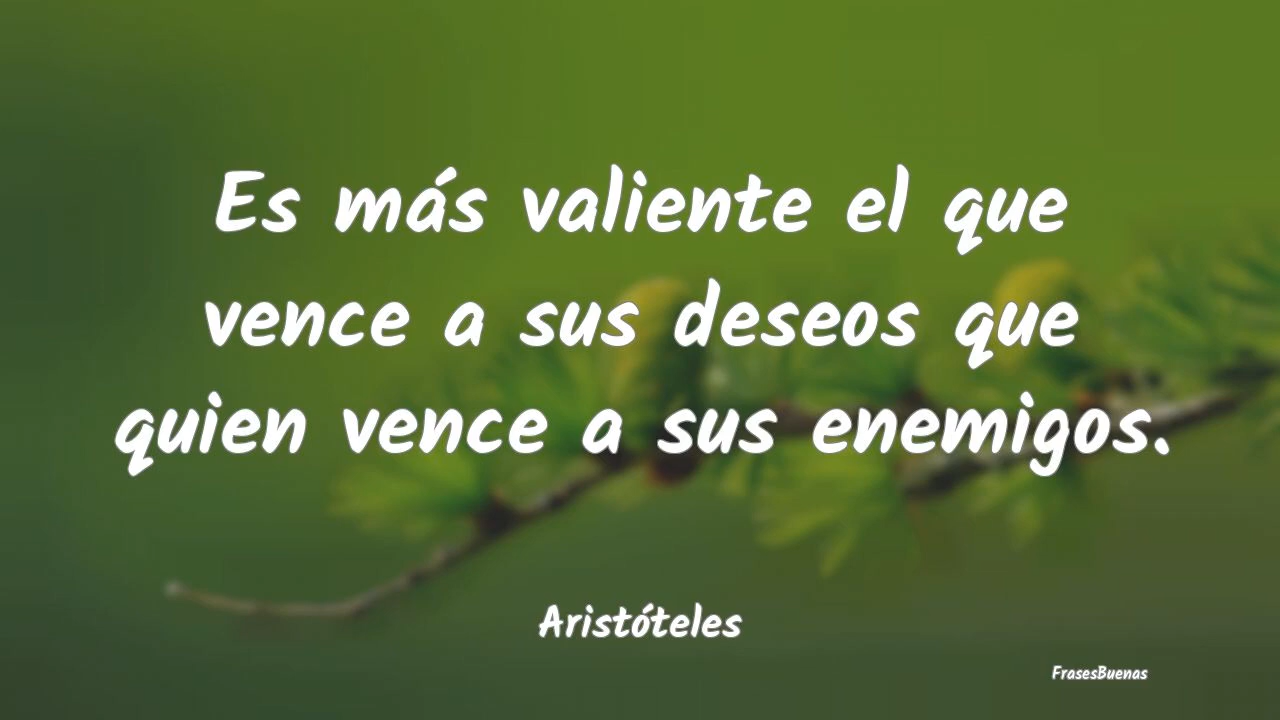 Es más valiente el que
vence a sus deseos que
quien vence a sus enemigos.
Aristóteles
FrasesBuenas